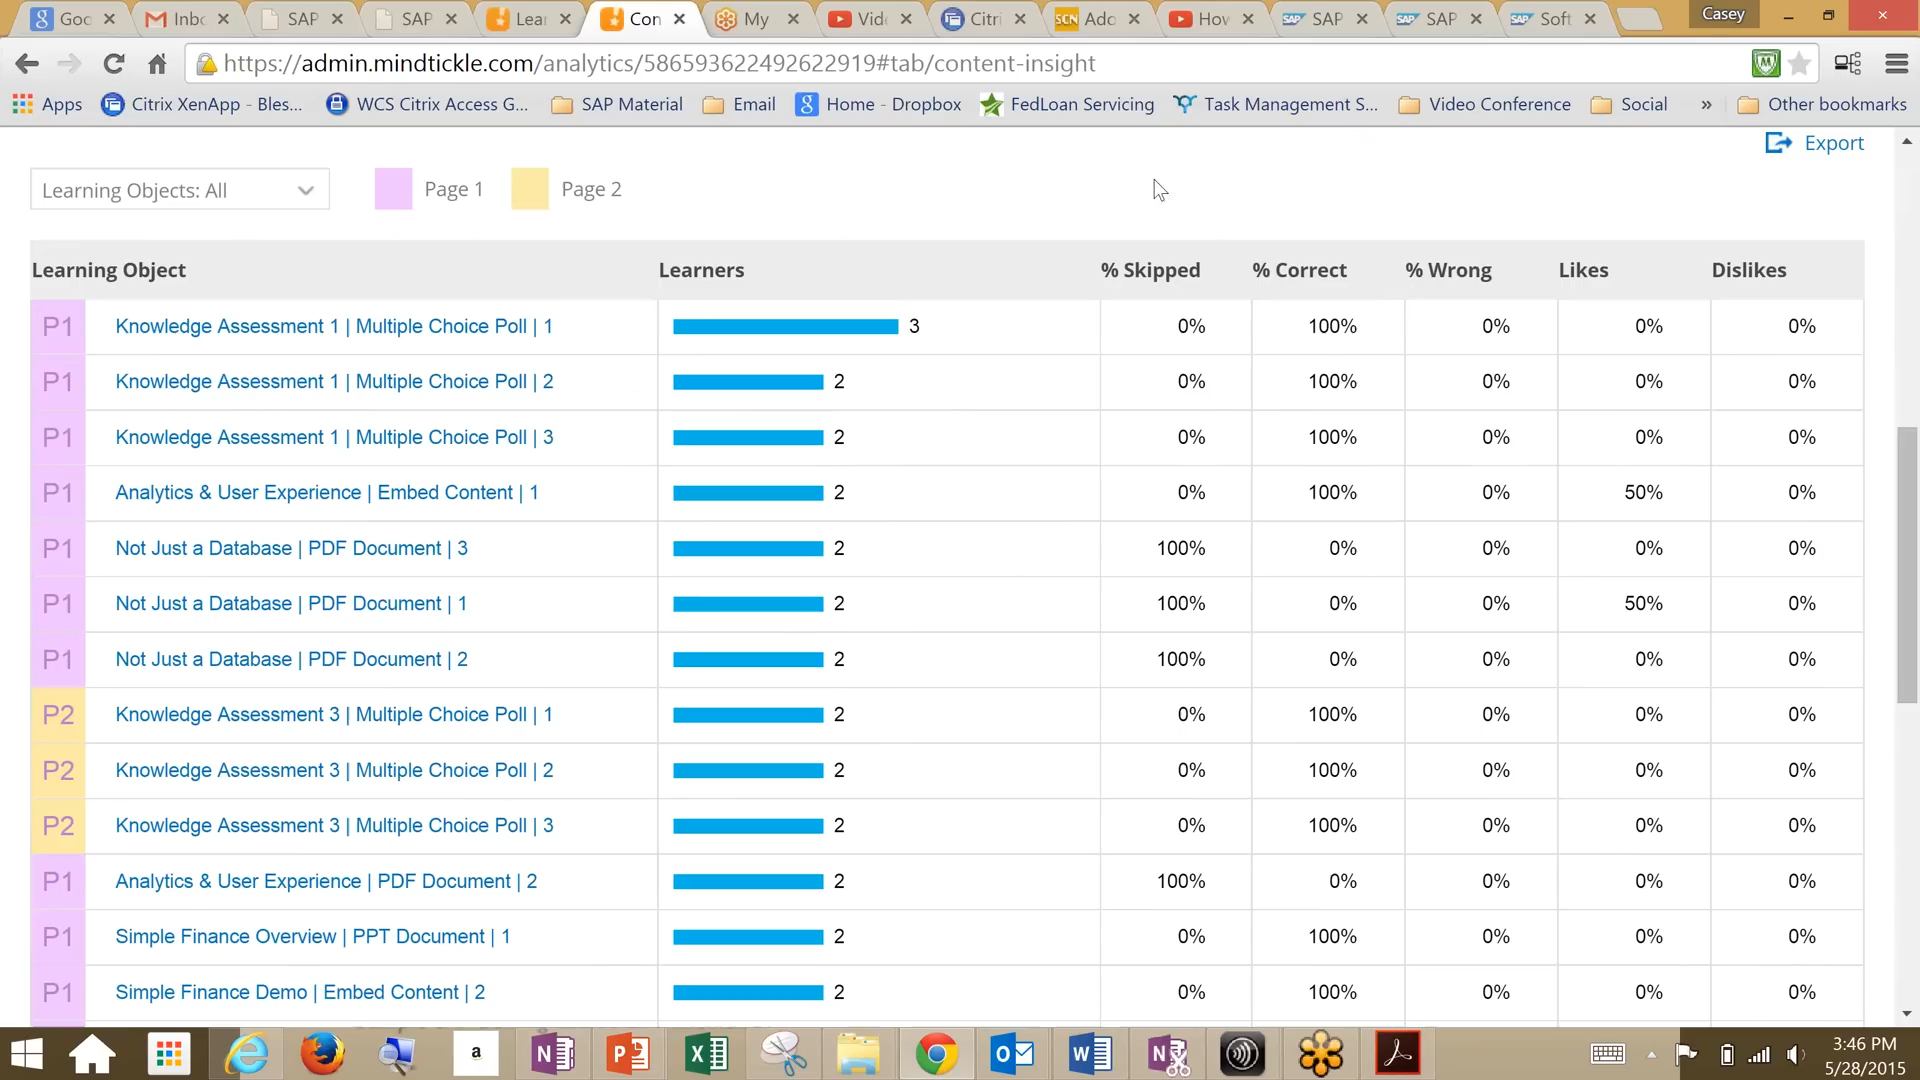 Goo
Inbo
SAP
SAP
Lear
Con
My
Vid
Citri
SCN Ado
How
SAP SAP
SAP SAP
SAP Soft
Casey
https://admin.mindtickle.com/analytics/586593622492622919#tab/content-insight
Apps
Citrix XenApp - Bles...
WCS Citrix Access G...
SAP Material
Email
Home - Dropbox
FedLoan Servicing
Task Management S...
Video Conference
Social
»
Other bookmarks
Export
Learning Objects: All
Page 1
Page 2
Learning Object Learners % Skipped % Correct % Wrong Likes Dislikes
P1 Knowledge Assessment 1 | Multiple Choice Poll | 1 3 0% 100% 0% 0% 0%
P1 Knowledge Assessment 1 | Multiple Choice Poll | 2 2 0% 100% 0% 0% 0%
P1 Knowledge Assessment 1 | Multiple Choice Poll | 3 2 0% 100% 0% 0% 0%
P1 Analytics & User Experience | Embed Content | 1 2 0% 100% 0% 50% 0%
P1 Not Just a Database | PDF Document | 3 2 100% 0% 0% 0% 0%
P1 Not Just a Database | PDF Document | 1 2 100% 0% 0% 50% 0%
P1 Not Just a Database | PDF Document | 2 2 100% 0% 0% 0% 0%
P2 Knowledge Assessment 3 | Multiple Choice Poll | 1 2 0% 100% 0% 0% 0%
P2 Knowledge Assessment 3 | Multiple Choice Poll | 2 2 0% 100% 0% 0% 0%
P2 Knowledge Assessment 3 | Multiple Choice Poll | 3 2 0% 100% 0% 0% 0%
P1 Analytics & User Experience | PDF Document | 2 2 100% 0% 0% 0% 0%
P1 Simple Finance Overview | PPT Document | 1 2 0% 100% 0% 0% 0%
P1 Simple Finance Demo | Embed Content | 2 2 0% 100% 0% 0% 0%
3:46 PM
5/28/2015